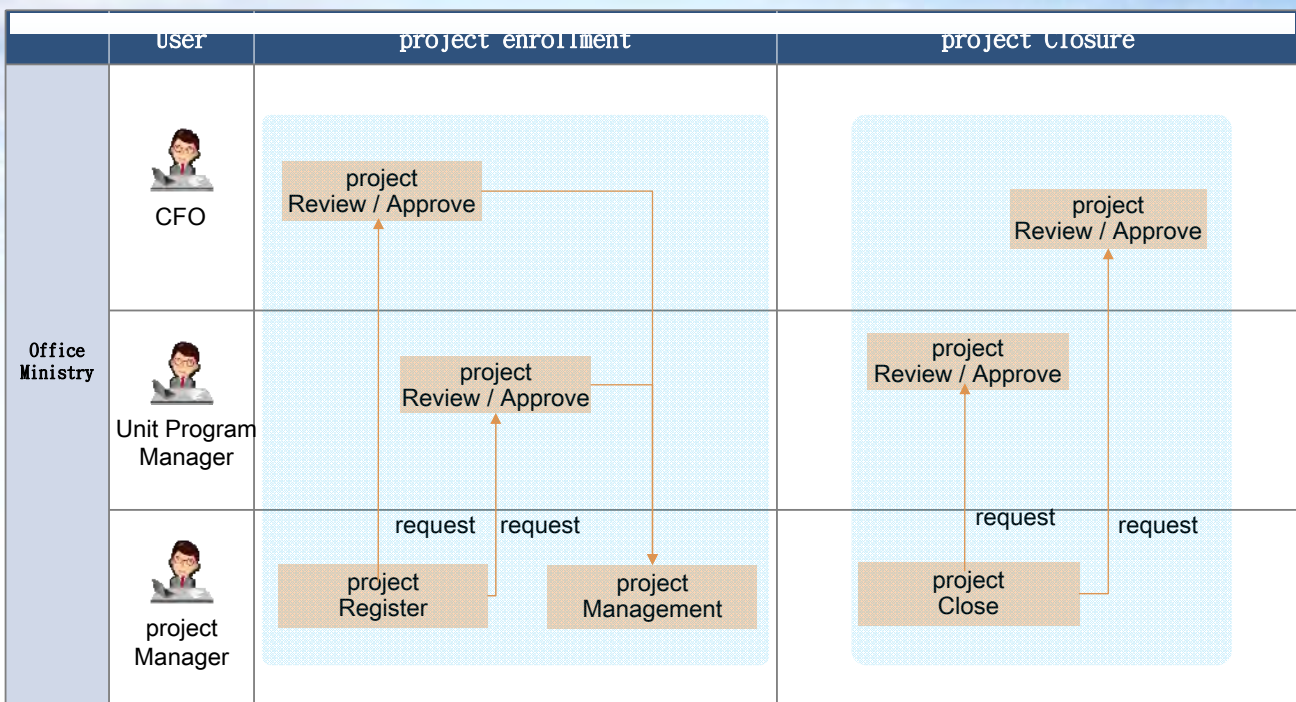 User
project enrollment
project Closure
Office
Ministry
CFO
project
Review / Approve
project
Review / Approve
Unit Program
Manager
project
Review / Approve
project
Review / Approve
project
Manager
request
request
project
Register
project
Management
request
request
project
Close